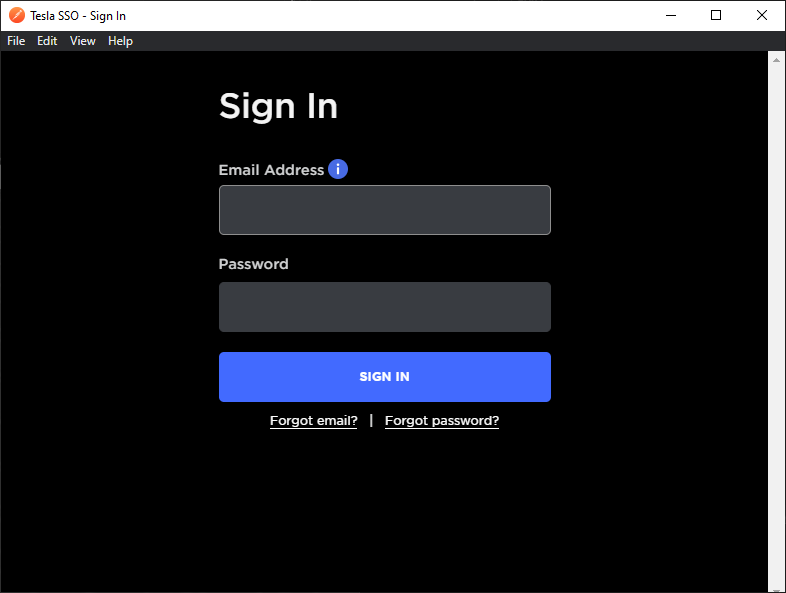 Tesla SSO - Sign In
File Edit View Help
Sign In
Email Address i
Password
SIGN IN
Forgot email? | Forgot password?